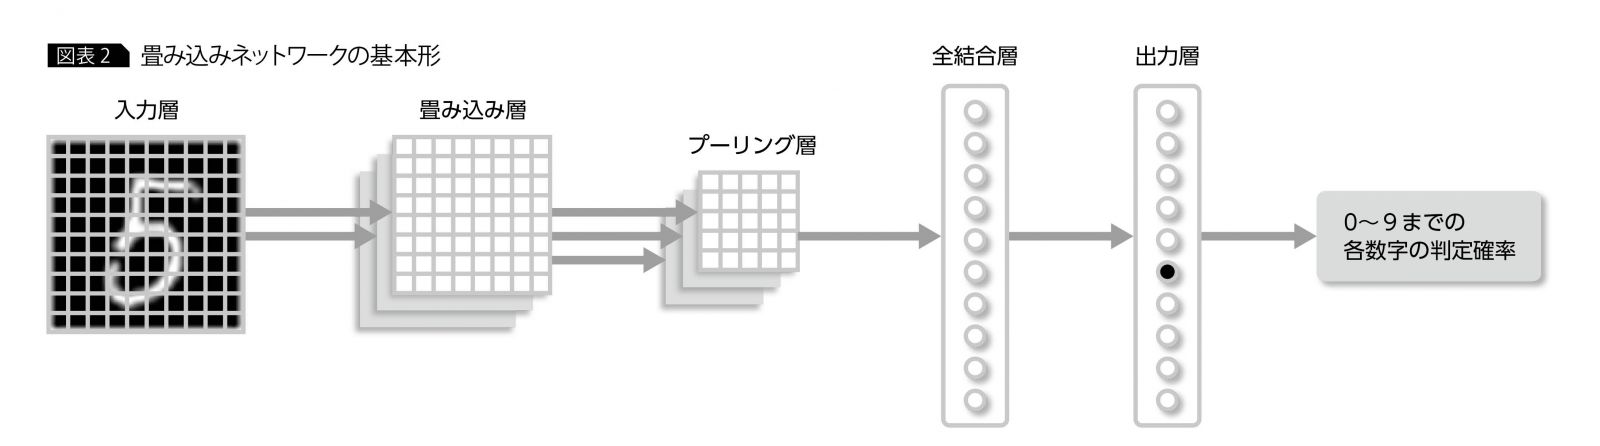 図表2 畳み込みネットワークの基本形
入力層
畳み込み層
プーリング層
全結合層
出力層
0〜9までの
各数字の判定確率
5